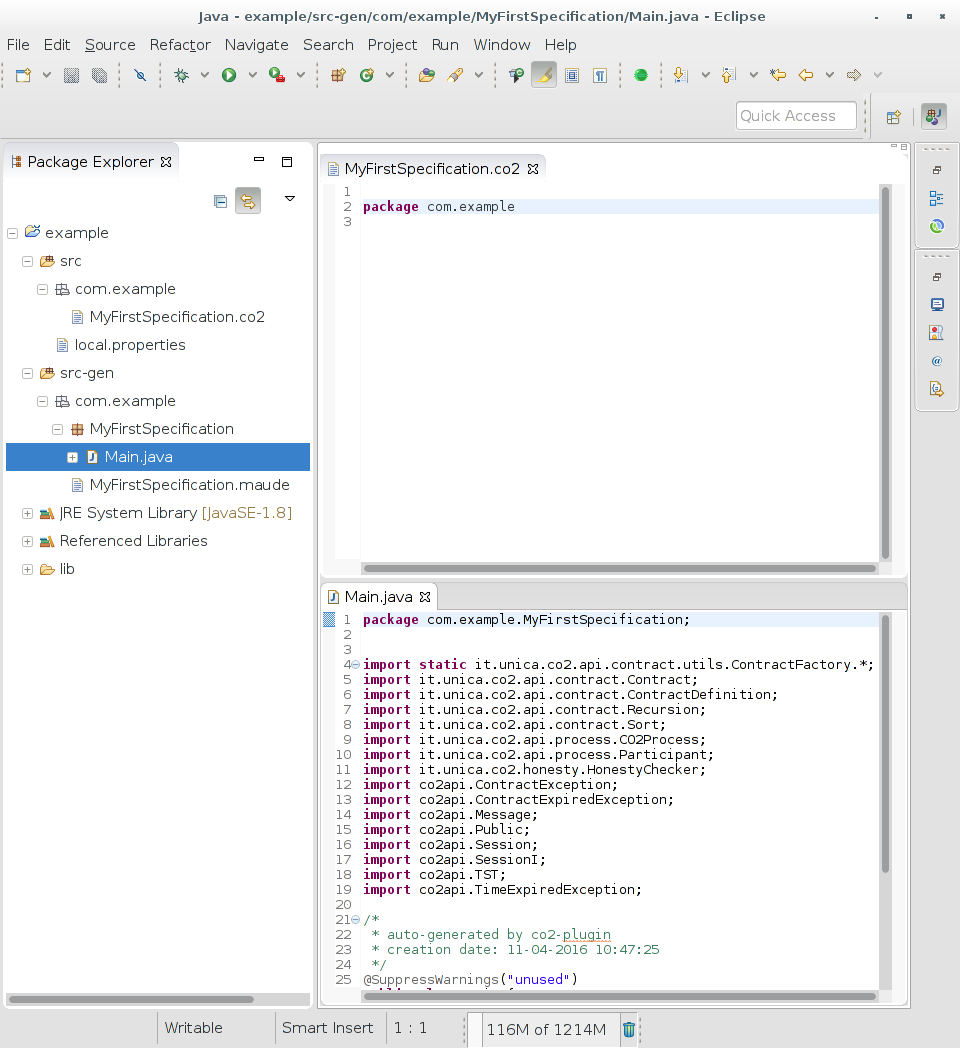 Java - example/src-gen/com/example/MyFirstSpecification/Main.java - Eclipse
File Edit Source Refactor Navigate Search Project Run Window Help
Quick Access
Package Explorer
example
src
com.example
MyFirstSpecification.co2
local.properties
src-gen
com.example
MyFirstSpecification
Main.java
MyFirstSpecification.maude
JRE System Library [JavaSE-1.8]
Referenced Libraries
lib
MyFirstSpecification.co2
1
2 package com.example
3
Main.java
1 package com.example.MyFirstSpecification;
2
3
4 import static it.unica.co2.api.contract.utils.ContractFactory.*;
5 import it.unica.co2.api.contract.Contract;
6 import it.unica.co2.api.contract.ContractDefinition;
7 import it.unica.co2.api.contract.Recursion;
8 import it.unica.co2.api.contract.Sort;
9 import it.unica.co2.api.process.CO2Process;
10 import it.unica.co2.api.process.Participant;
11 import it.unica.co2.honesty.HonestyChecker;
12 import co2api.ContractException;
13 import co2api.ContractExpiredException;
14 import co2api.Message;
15 import co2api.Public;
16 import co2api.Session;
17 import co2api.SessionI;
18 import co2api.TST;
19 import co2api.TimeExpiredException;
20
21 /*
22 * auto-generated by co2-plugin
23 * creation date: 11-04-2016 10:47:25
24 */
25 @SuppressWarnings("unused")
Writable Smart Insert 1 : 1 116M of 1214M